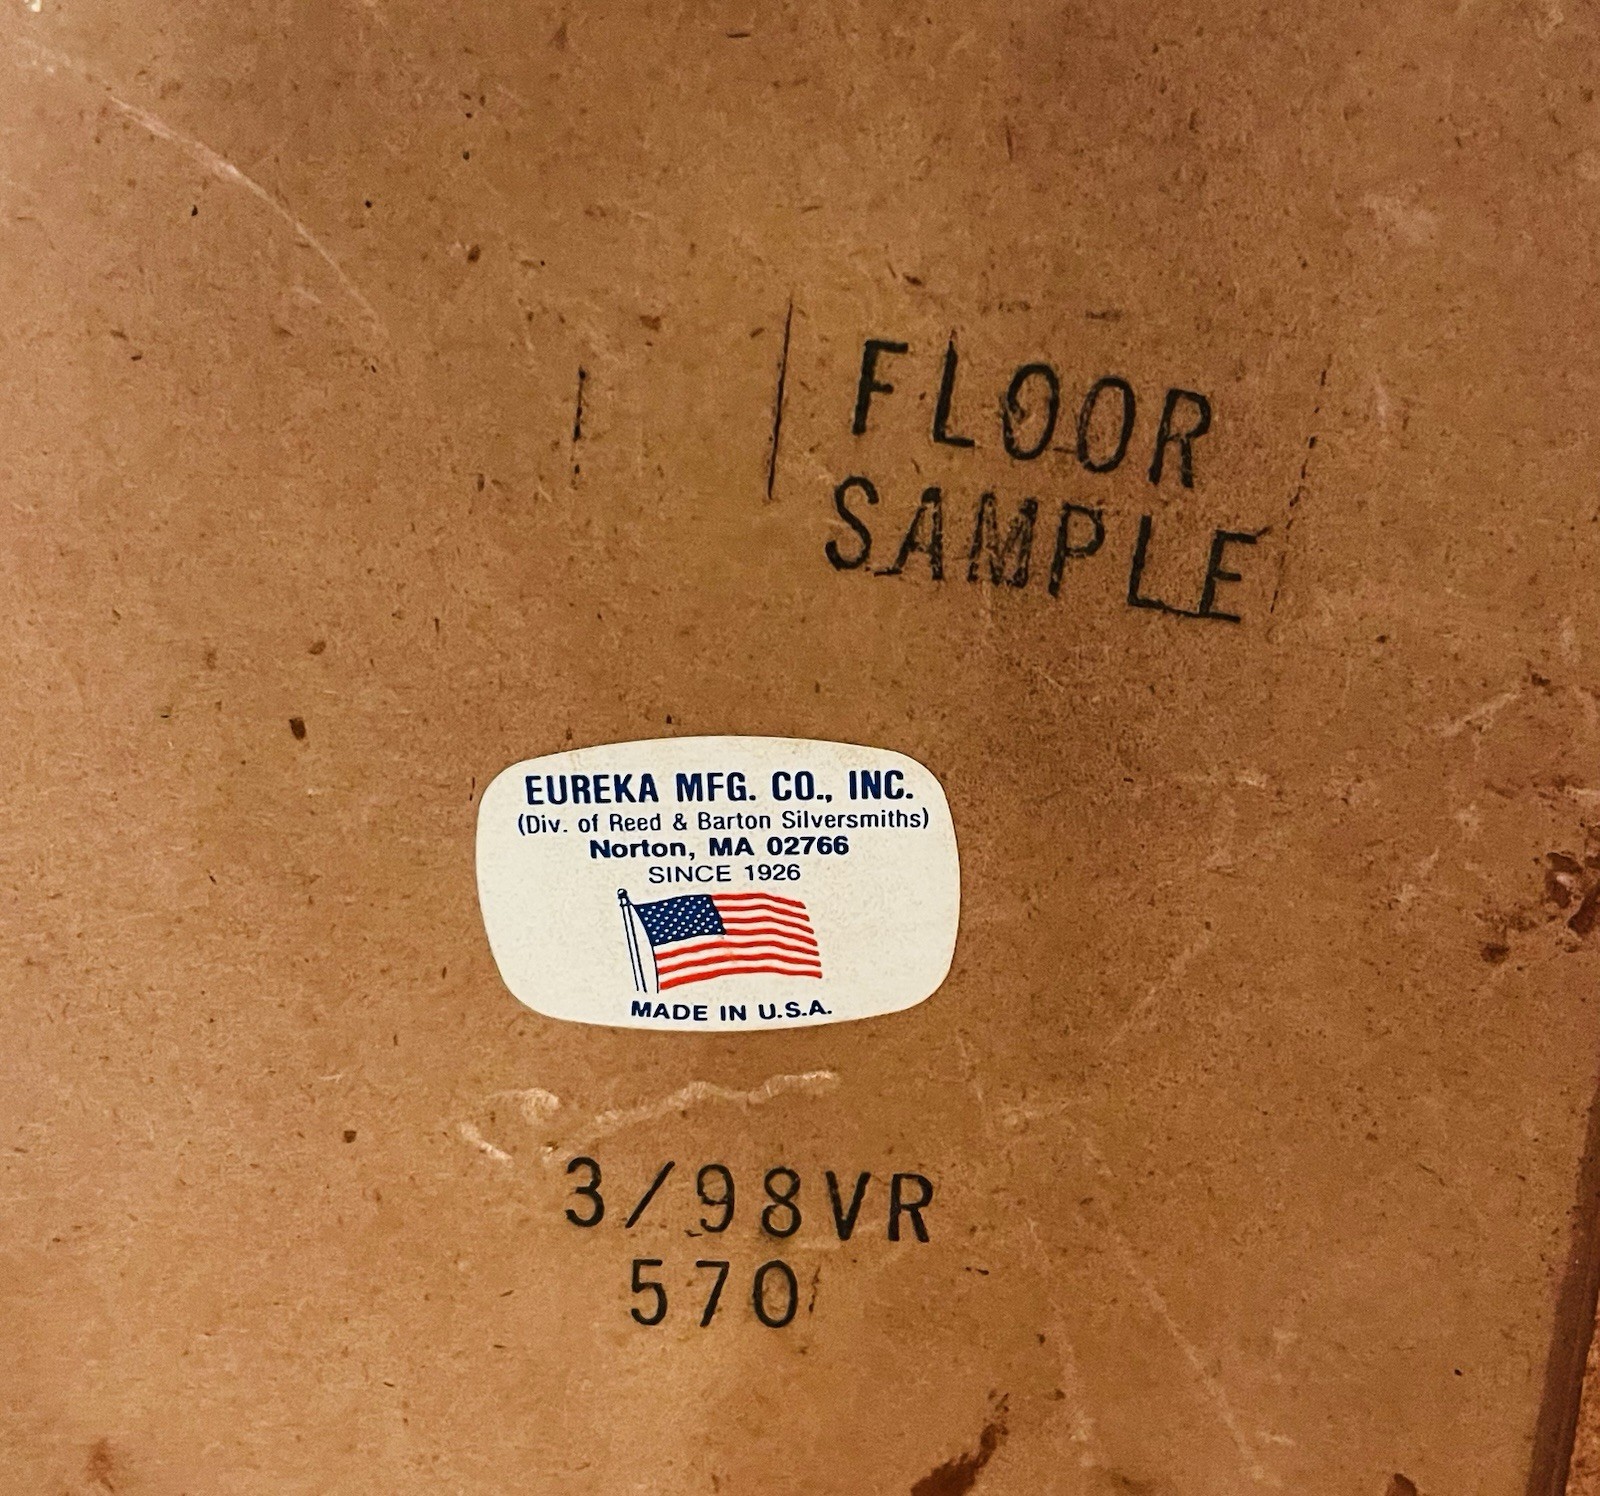 FLOOR
SAMPLE
EUREKA MFG. CO., INC.
(Div. of Reed & Barton Silversmiths)
Norton, MA 02766
SINCE 1926
MADE IN U.S.A.
3/98VR
570